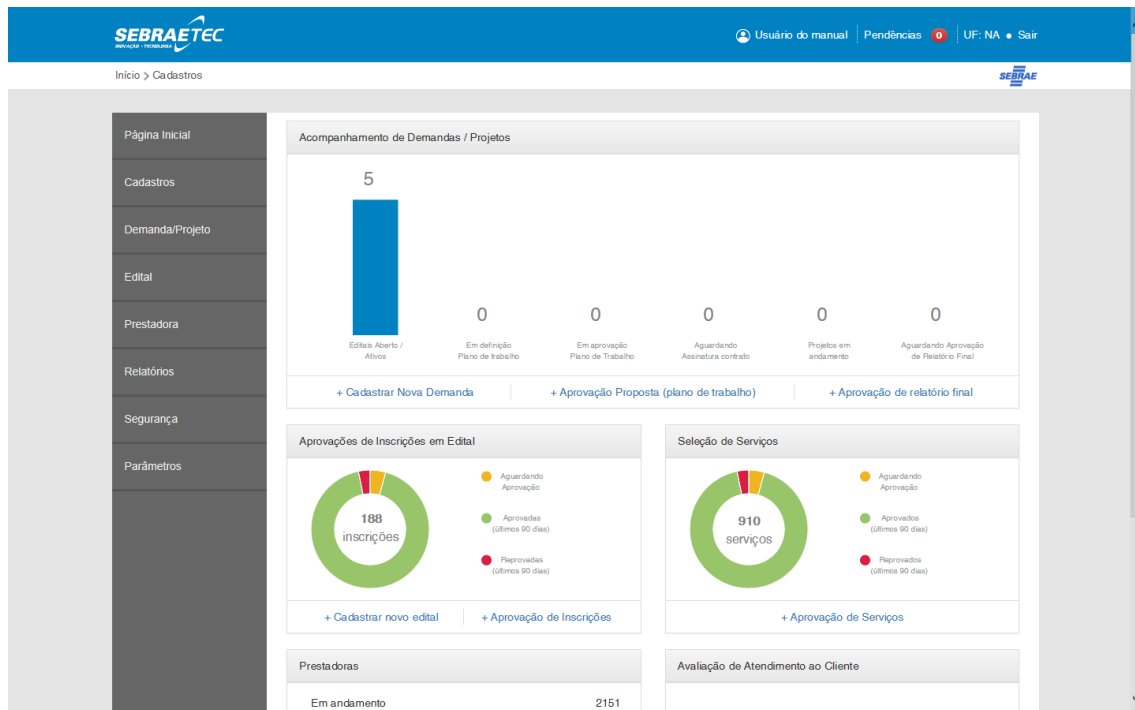 SEBRAETEC
INOVAÇÃO - TECNOLOGIA
Usuário do manual Pendências 0 UF: NA • Sair
Início > Cadastros
SEBRAE
Página Inicial
Cadastros
Demanda/Projeto
Edital
Prestadora
Relatórios
Segurança
Parâmetros
Acompanhamento de Demandas / Projetos
5
0
0
0
0
0
Editais Aberto /
Ativos
Em definição
Plano de trabalho
Em aprovação
Plano de Trabalho
Aguardando
Assinatura contrato
Projetos em
andamento
Aguardando Aprovação
de Relatório Final
+ Cadastrar Nova Demanda
+ Aprovação Proposta (plano de trabalho)
+ Aprovação de relatório final
Aprovações de Inscrições em Edital
188
inscrições
Aguardando
Aprovação
Aprovadas
(últimos 90 dias)
Reprovadas
(últimos 90 dias)
+ Cadastrar novo edital
+ Aprovação de Inscrições
Seleção de Serviços
910
serviços
Aguardando
Aprovação
Aprovados
(últimos 90 dias)
Reprovados
(últimos 90 dias)
+ Aprovação de Serviços
Prestadoras
Em andamento 2151
Avaliação de Atendimento ao Cliente